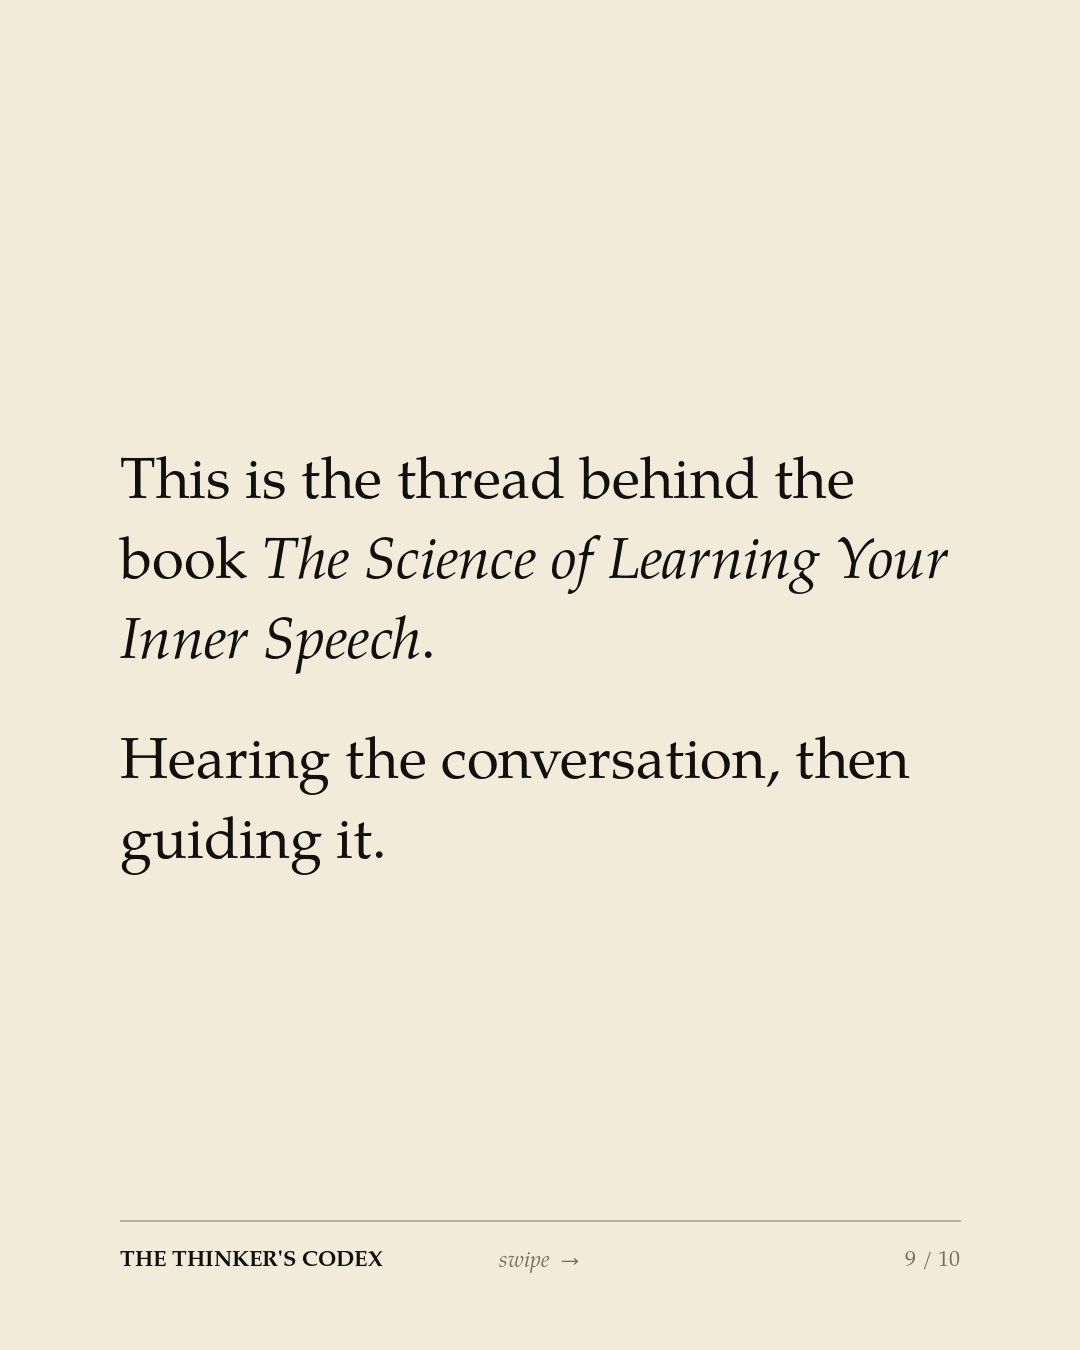 This is the thread behind the
book The Science of Learning Your
Inner Speech.
Hearing the conversation, then
guiding it.
THE THINKER'S CODEX
swipe →
9 / 10